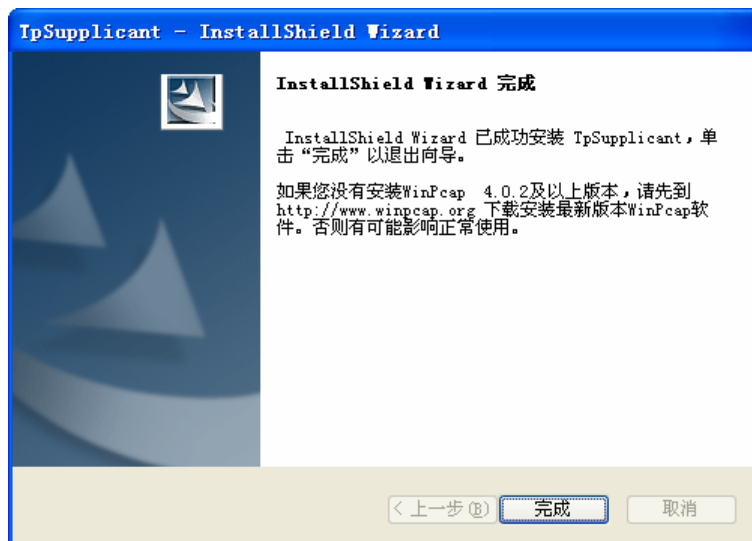 TpSupplicant - InstallShield Wizard
InstallShield Wizard 完成
InstallShield Wizard 已成功安装 TpSupplicant，单
击“完成”以退出向导。
如果您没有安装WinPcap 4.0.2及以上版本，请先到
http://www.winpcap.org 下载安装最新版本WinPcap软
件。否则有可能影响正常使用。
< 上一步(B)
完成
取消